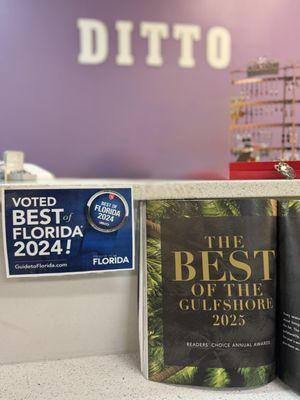 DITTO
VOTED
BEST of
FLORIDA
2024!
GuidetoFlorida.com
BEST OF
FLORIDA
2024
FLORIDA
THE
BEST
OF THE
GULFSHORE
2025
READERS' CHOICE ANNUAL AWARDS